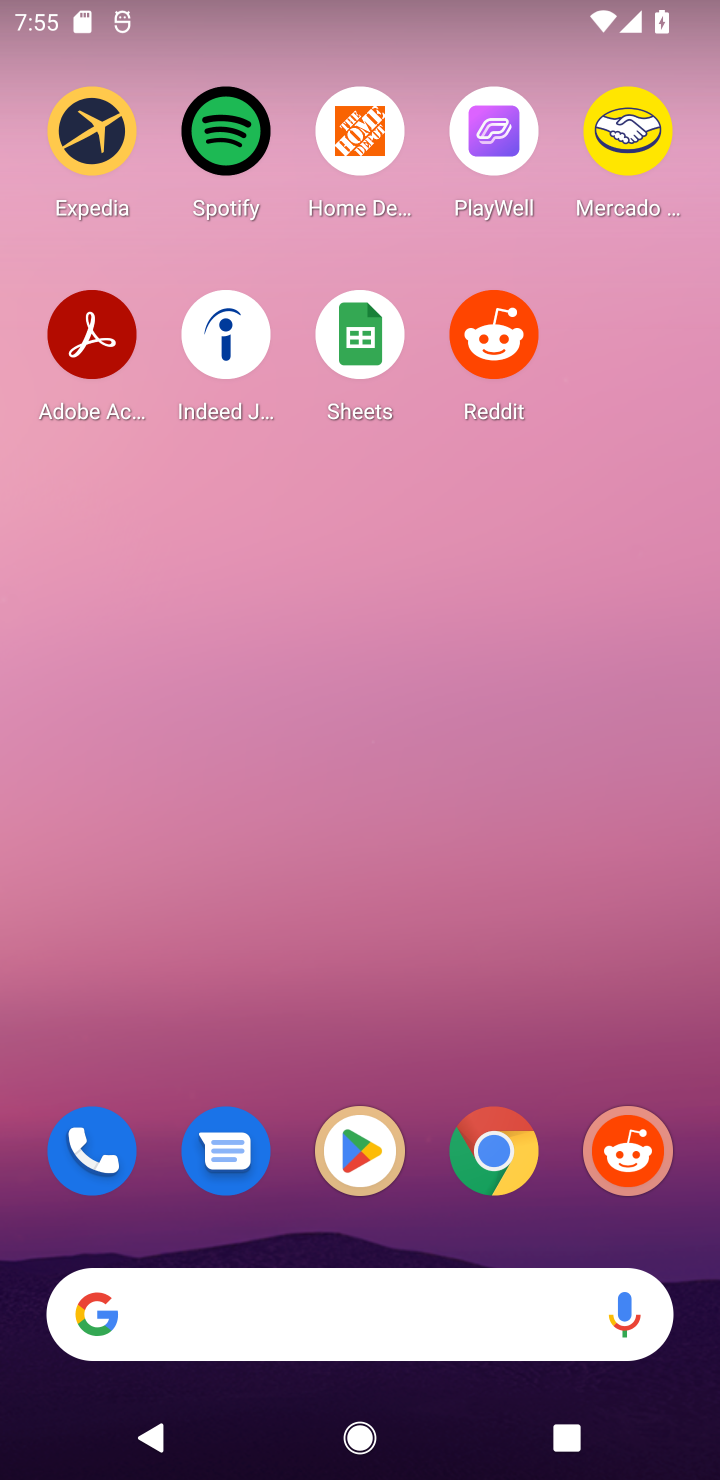 7:55
Expedia
Spotify
THE HOME DEPOT
Home De...
PlayWell
Mercado ...
Adobe Ac...
Indeed J...
Sheets
Reddit